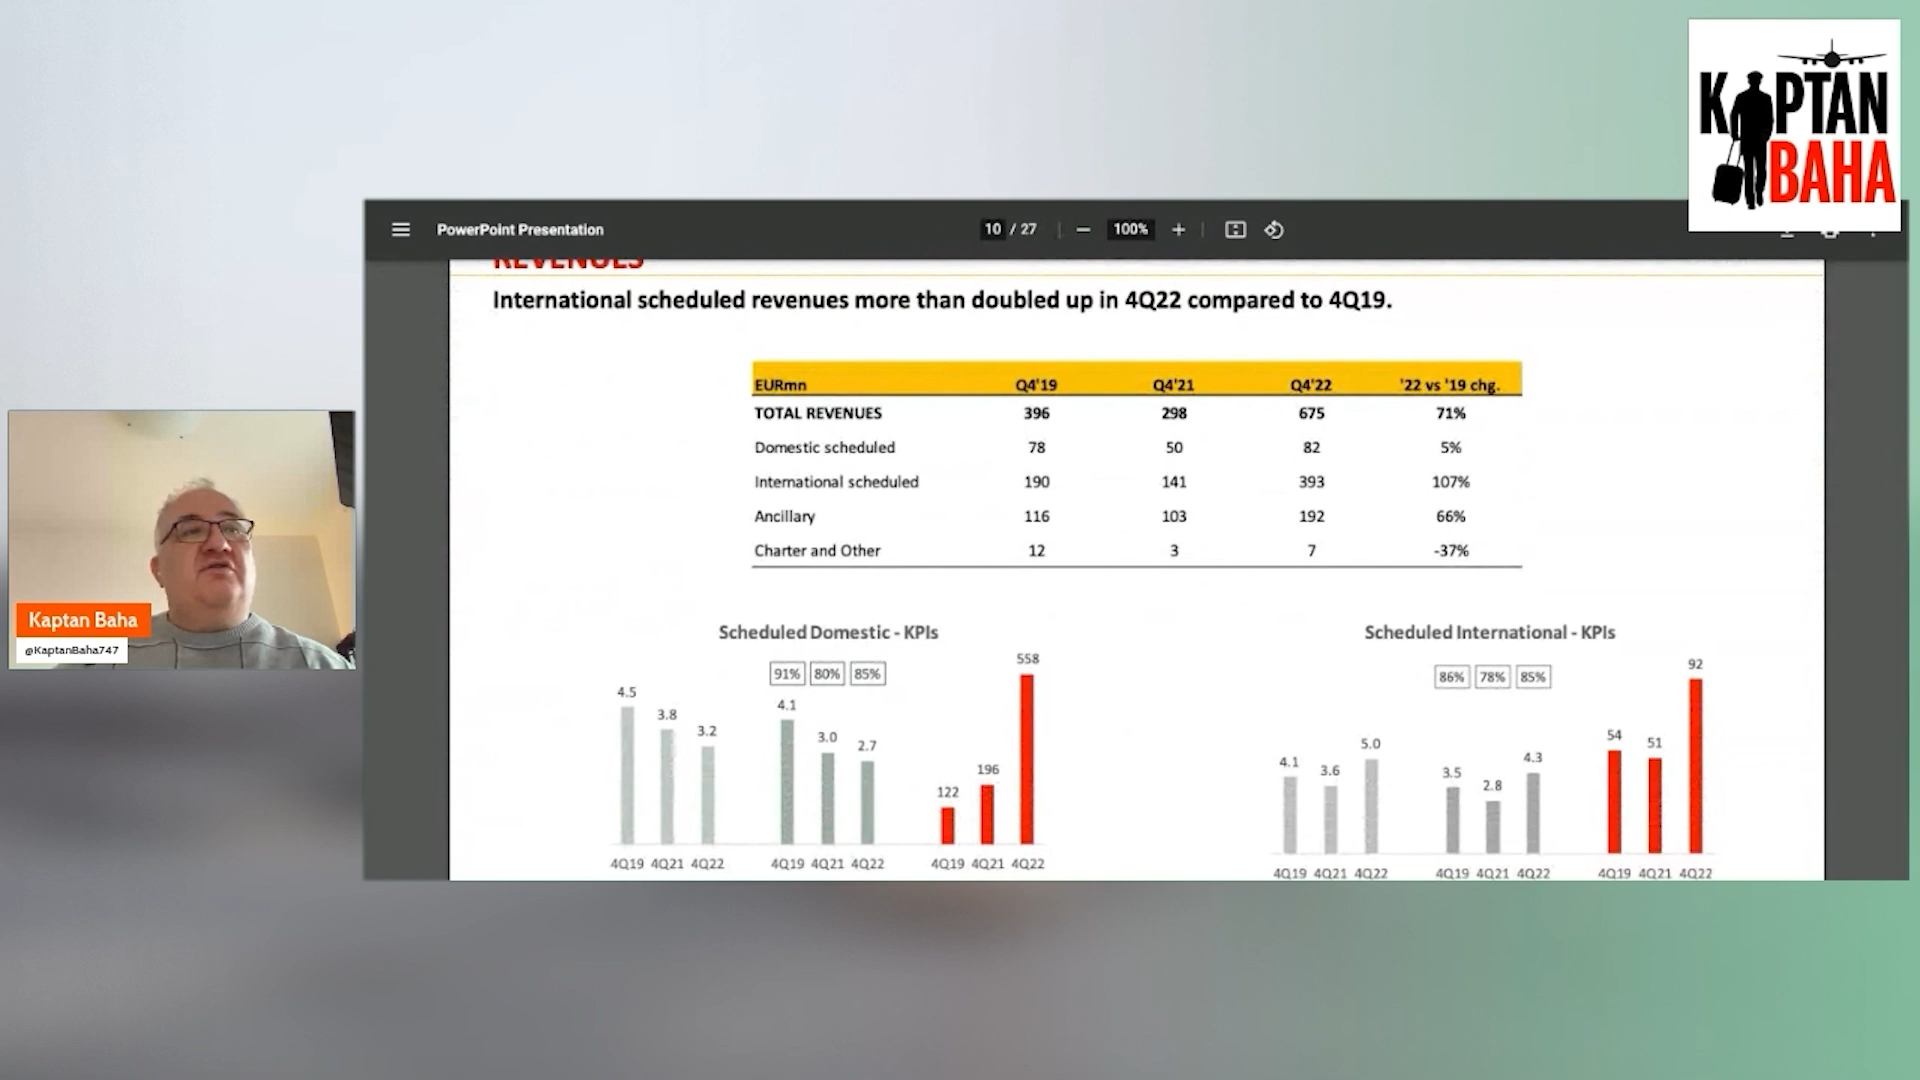 KAPTAN
BAHA
PowerPoint Presentation
10 / 27
100%
REVENUES
International scheduled revenues more than doubled up in 4Q22 compared to 4Q19.
EURmn Q4'19 Q4'21 Q4'22 '22 vs '19 chg.
TOTAL REVENUES 396 298 675 71%
Domestic scheduled 78 50 82 5%
International scheduled 190 141 393 107%
Ancillary 116 103 192 66%
Charter and Other 12 3 7 -37%
Scheduled Domestic - KPIs
91% 80% 85%
4.5 3.8 3.2
4.1 3.0 2.7
122 196 558
4Q19 4Q21 4Q22 4Q19 4Q21 4Q22 4Q19 4Q21 4Q22
Scheduled International - KPIs
86% 78% 85%
4.1 3.6 5.0
3.5 2.8 4.3
54 51 92
4Q19 4Q21 4Q22 4Q19 4Q21 4Q22 4Q19 4Q21 4Q22
Kaptan Baha
@KaptanBaha747